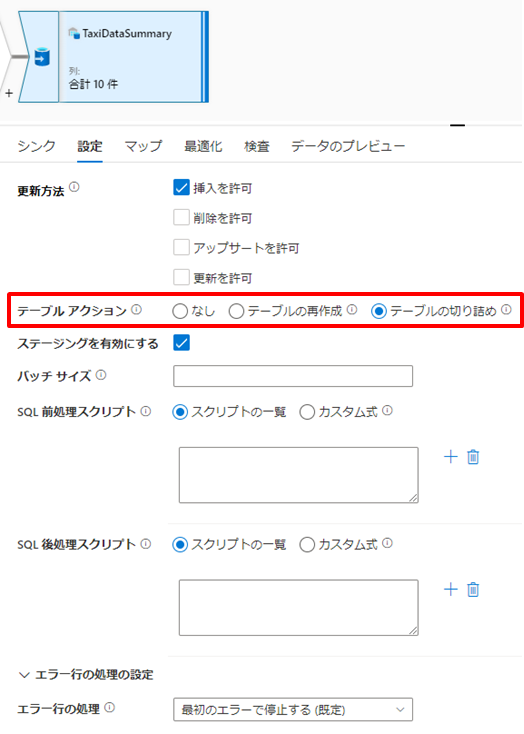 TaxiDataSummary
列:
合計 10 件
+
シンク 設定 マップ 最適化 検査 データのプレビュー
更新方法
挿入を許可
削除を許可
アップサートを許可
更新を許可
テーブル アクション なし テーブルの再作成 テーブルの切り詰め
ステージングを有効にする
バッチ サイズ
SQL 前処理スクリプト スクリプトの一覧 カスタム式
SQL 後処理スクリプト スクリプトの一覧 カスタム式
エラー行の処理の設定
エラー行の処理 最初のエラーで停止する (既定)